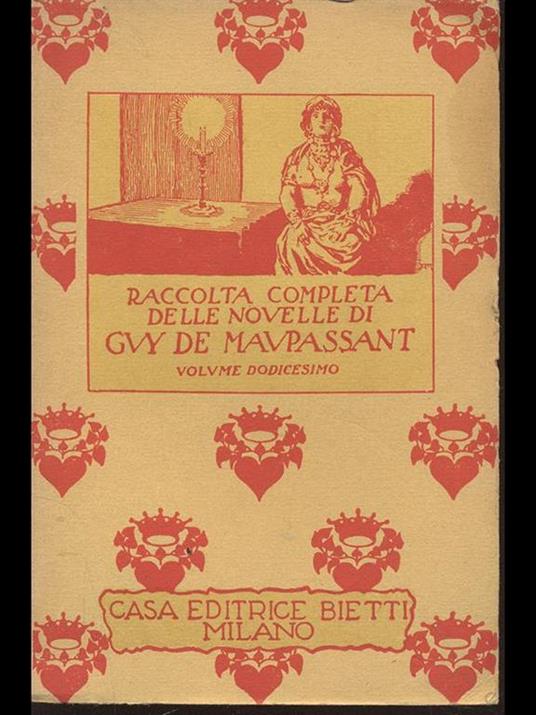 RACCOLTA COMPLETA
DELLE NOVELLE DI
GVY DE MAVPASSANT
VOLVME DODICESIMO
CASA EDITRICE BIETTI
MILANO